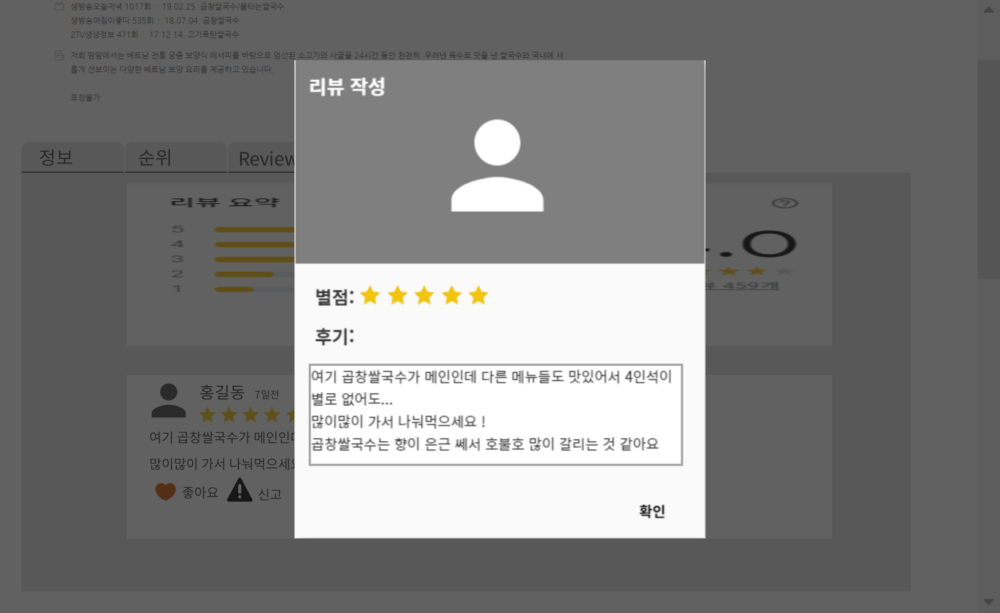 생방송오늘저녁 1017회 · 19.02.25. 곱창쌀국수/불타는쌀국수
생방송아침이좋다 535회 · 18.07.04. 곱창쌀국수
2TV생생정보 471회 · 17.12.14. 고기폭탄쌀국수
저희 땀땀에서는 베트남 전통 궁중 보양식 레서피를 바탕으로 엄선된 소고기와 사골을 24시간 동안 천천히 우려낸 육수로 맛을 낸 쌀국수와 국내에 새
롭게 선보이는 다양한 베트남 보양 요리를 제공하고 있습니다.
포장불가
정보 순위 Review
리뷰 요약
5
4
3
2
1
.0
459개
홍길동 7일전
여기 곱창쌀국수가 메인인데
많이많이 가서 나눠먹으세요
좋아요 신고
리뷰 작성
별점:
후기:
여기 곱창쌀국수가 메인인데 다른 메뉴들도 맛있어서 4인석이
별로 없어도...
많이많이 가서 나눠먹으세요 !
곱창쌀국수는 향이 은근 쎄서 호불호 많이 갈리는 것 같아요
확인